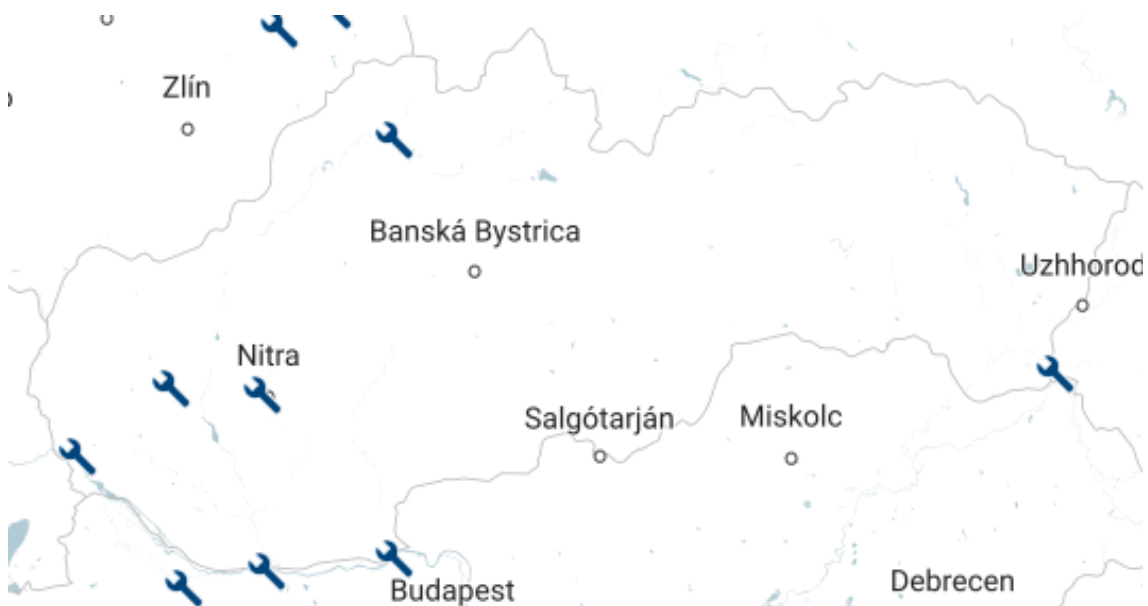 Zlín
Banská Bystrica
Uzhhorod
Nitra
Salgótarján
Miskolc
Budapest
Debrecen